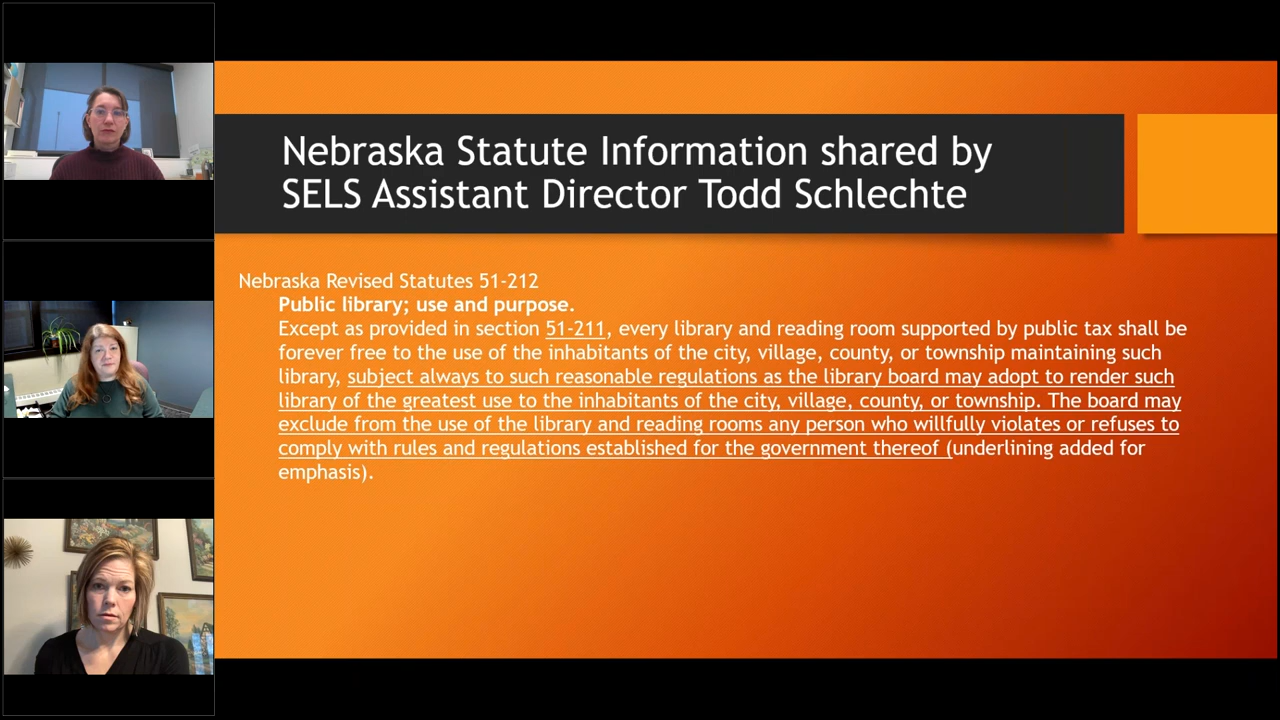 Nebraska Statute Information shared by
SELS Assistant Director Todd Schlechte
Nebraska Revised Statutes 51-212
Public library; use and purpose.
Except as provided in section 51-211, every library and reading room supported by public tax shall be
forever free to the use of the inhabitants of the city, village, county, or township maintaining such
library, subject always to such reasonable regulations as the library board may adopt to render such
library of the greatest use to the inhabitants of the city, village, county, or township. The board may
exclude from the use of the library and reading rooms any person who willfully violates or refuses to
comply with rules and regulations established for the government thereof (underlining added for
emphasis).